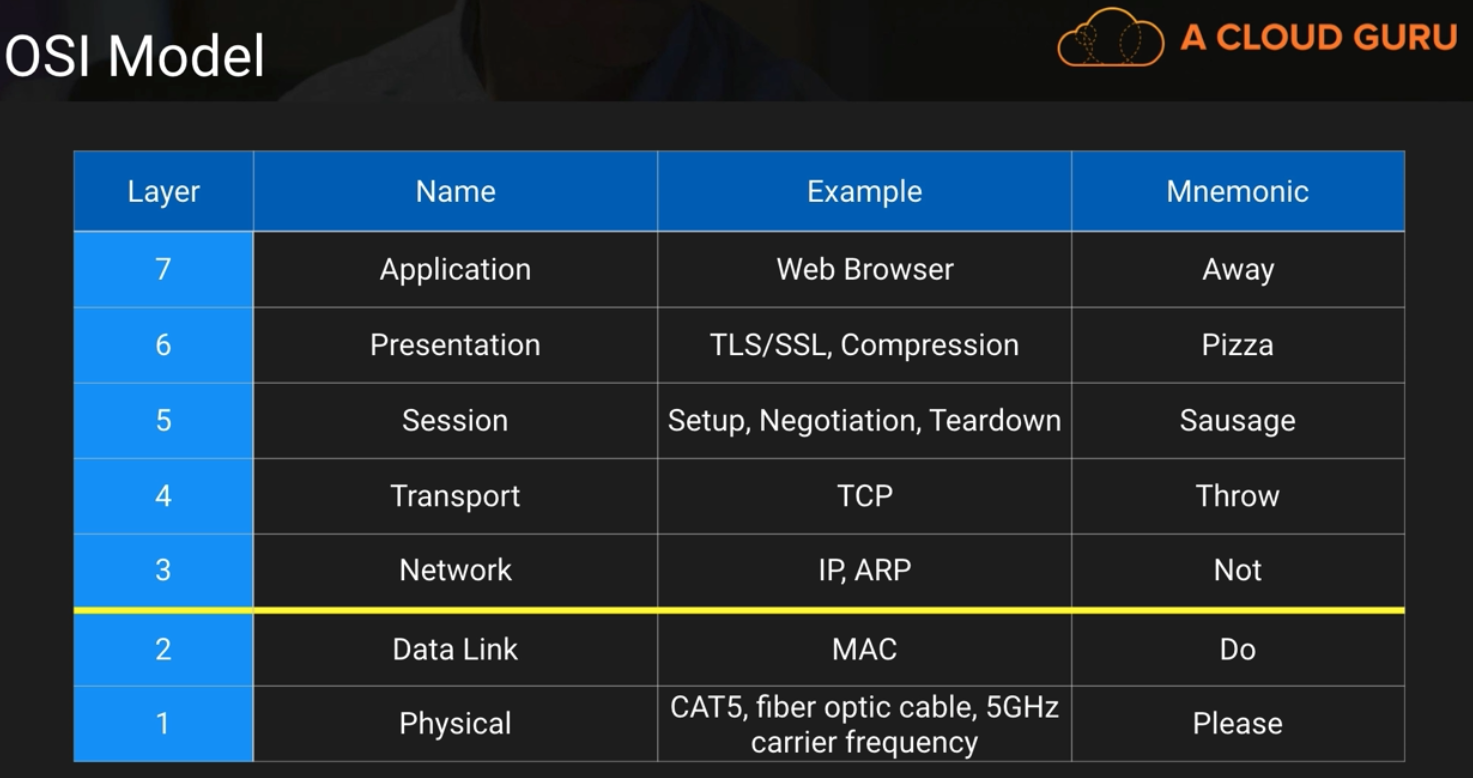 OSI Model
A CLOUD GURU
Layer Name Example Mnemonic
7 Application Web Browser Away
6 Presentation TLS/SSL, Compression Pizza
5 Session Setup, Negotiation, Teardown Sausage
4 Transport TCP Throw
3 Network IP, ARP Not
2 Data Link MAC Do
1 Physical CAT5, fiber optic cable, 5GHz
carrier frequency Please